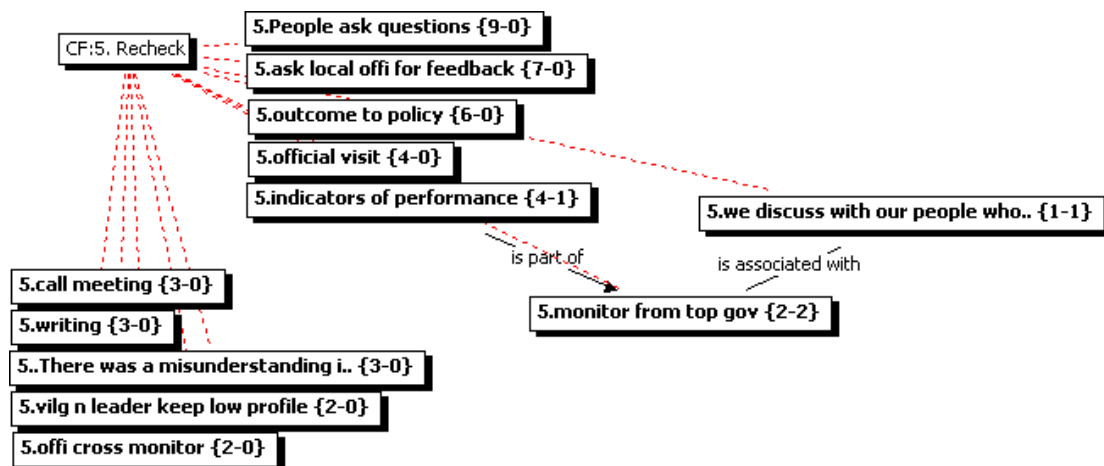 CF:5. Recheck
5.People ask questions {9-0}
5.ask local offi for feedback {7-0}
5.outcome to policy {6-0}
5.official visit {4-0}
5.indicators of performance {4-1}
5.we discuss with our people who.. {1-1}
is part of
is associated with
5.monitor from top gov {2-2}
5.call meeting {3-0}
5.writing {3-0}
5..There was a misunderstanding i.. {3-0}
5.vilg n leader keep low profile {2-0}
5.offi cross monitor {2-0}